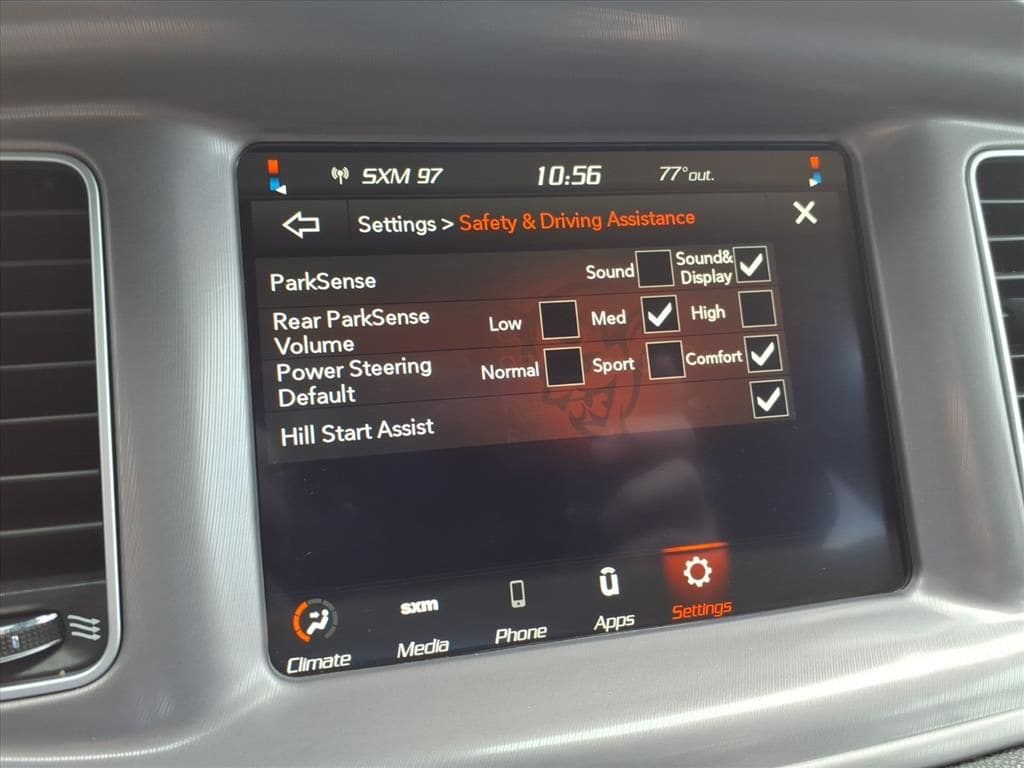 SXM 97 10:56 77°out.
Settings > Safety & Driving Assistance
ParkSense Sound Sound& Display
Rear ParkSense Volume Low Med High
Power Steering Default Normal Sport Comfort
Hill Start Assist
sxm
Climate Media Phone Apps Settings